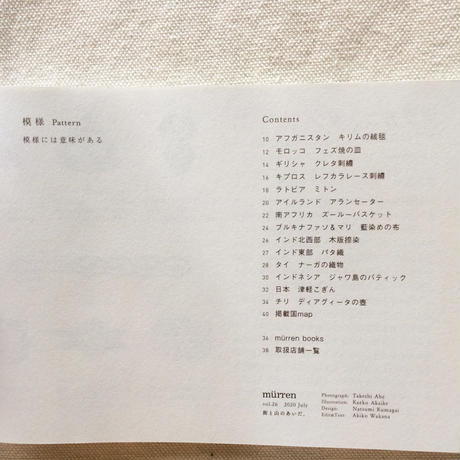 模様 Pattern
模様には意味がある
Contents
10 アフガニスタン キリムの絨毯
12 モロッコ フェズ焼の皿
14 ギリシャ クレタ刺繍
16 キプロス レフカラレース刺繍
18 ラトビア ミトン
20 アイルランド アランセーター
22 南アフリカ ズールーバスケット
24 ブルキナファソ＆マリ 藍染めの布
26 インド北西部 木版捺染
27 インド東部 パタ織
28 タイ ナーガの織物
30 インドネシア ジャワ島のバティック
32 日本 津軽こぎん
34 チリ ディアグィータの壺
40 掲載国map
36 mürren books
38 取扱店舗一覧
mürren
vol.26 2020 July
街と山のあいだ。
Photograph: Takeshi Abe
Illustration: Kaeko Akaike
Design: Natsumi Kumagai
Edit&Text: Akiko Wakana